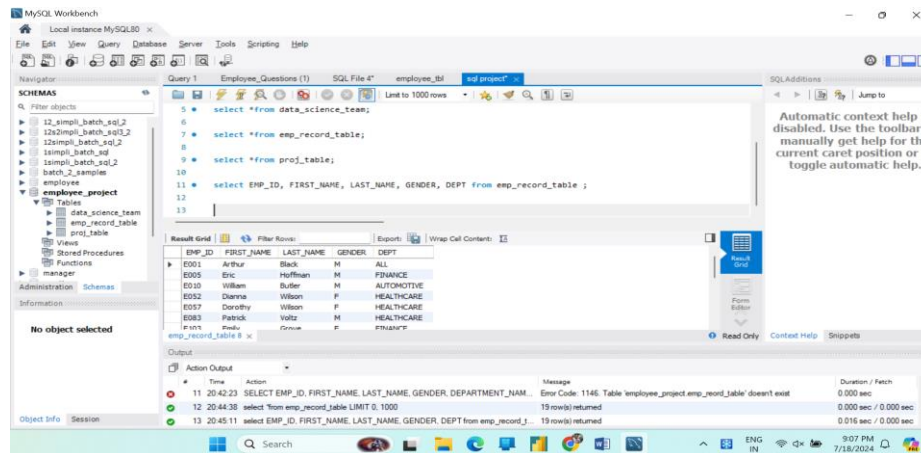 MySQL Workbench
Local instance MySQL80 ×
File Edit View Query Database Server Tools Scripting Help
Navigator
SCHEMAS
Filter objects
12_simpli_batch_sql_2
12s2impli_batch_sql3_2
12simpli_batch_sql_2
1simpli_batch_sql
1simpli_batch_sql_2
batch_2_samples
employee
employee_project
Tables
data_science_team
emp_record_table
proj_table
Views
Stored Procedures
Functions
manager
Administration Schemas
Information
No object selected
Object Info Session
Query 1 Employee_Questions (1) SQL File 4* employee_tbl sql project* ×
Limit to 1000 rows
5 select *from data_science_team;
6
7 select *from emp_record_table;
8
9 select *from proj_table;
10
11 select EMP_ID, FIRST_NAME, LAST_NAME, GENDER, DEPT from emp_record_table ;
12
13
Result Grid Filter Rows: Export: Wrap Cell Content:
EMP_ID FIRST_NAME LAST_NAME GENDER DEPT
E001 Arthur Black M ALL
E005 Eric Hoffman M FINANCE
E010 William Butler M AUTOMOTIVE
E052 Dianna Wilson F HEALTHCARE
E057 Dorothy Wilson F HEALTHCARE
E083 Patrick Voltz M HEALTHCARE
E103 Emily Grove F FINANCE
Result Grid
Form Editor
emp_record_table 8 ×
Read Only
Output
Action Output
# Time Action Message Duration / Fetch
11 20:42:23 SELECT EMP_ID, FIRST_NAME, LAST_NAME, GENDER, DEPARTMENT_NAM... Error Code: 1146. Table 'employee_project.emp_reord_table' doesn't exist 0.000 sec
12 20:44:38 select *from emp_record_table LIMIT 0, 1000 19 row(s) returned 0.000 sec / 0.000 sec
13 20:45:11 select EMP_ID, FIRST_NAME, LAST_NAME, GENDER, DEPT from emp_record_t... 19 row(s) returned 0.016 sec / 0.000 sec
SQLAdditions
Jump to
Automatic context help
disabled. Use the toolbar
manually get help for th
current caret position or
toggle automatic help.
Context Help Snippets
Search
ENG
IN
9:07 PM
7/18/2024